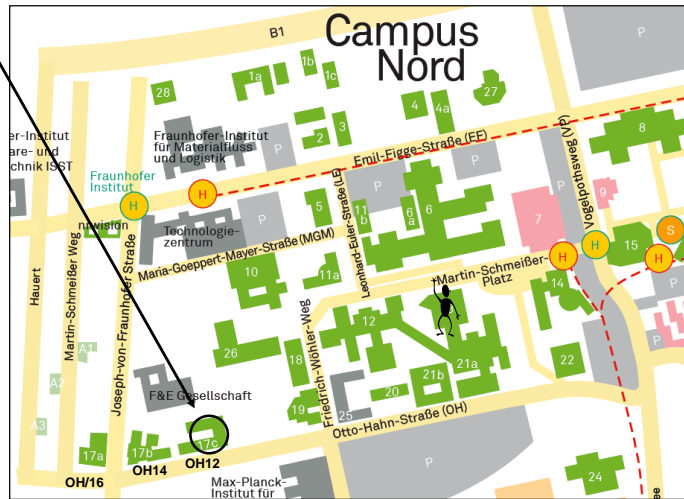 B1
Campus
Nord
1b
1a
1c
28
4
4a
27
P
er-Institut
are- und
echnik ISST
Fraunhofer-Institut
für Materialfluss
und Logistik
2
3
P
Emil-Figge-Straße (EF)
P
P
Vogelpothsweg (VP)
8
Fraunhofer
Institut
H
H
5
11
b
6
a
6
7
9
P
Technologie-
zentrum
P
Leonhard-Euler-Straße (LE)
Maria-Goeppert-Mayer-Straße (MGM)
10
11a
Martin-Schmeißer-
Platz
H
H
15
S
H
P
14
Hauert
Martin-Schmeißer Weg
Joseph-von-Fraunhofer Straße
Friedrich-Wöhler-Weg
12
26
18
21a
22
P
A1
A2
A3
F&E Gesellschaft
21b
20
19
25
17a
17b
17c
Otto-Hahn-Straße (OH)
OH/16
OH14
OH12
P
Max-Planck-
Institut für
24
ee